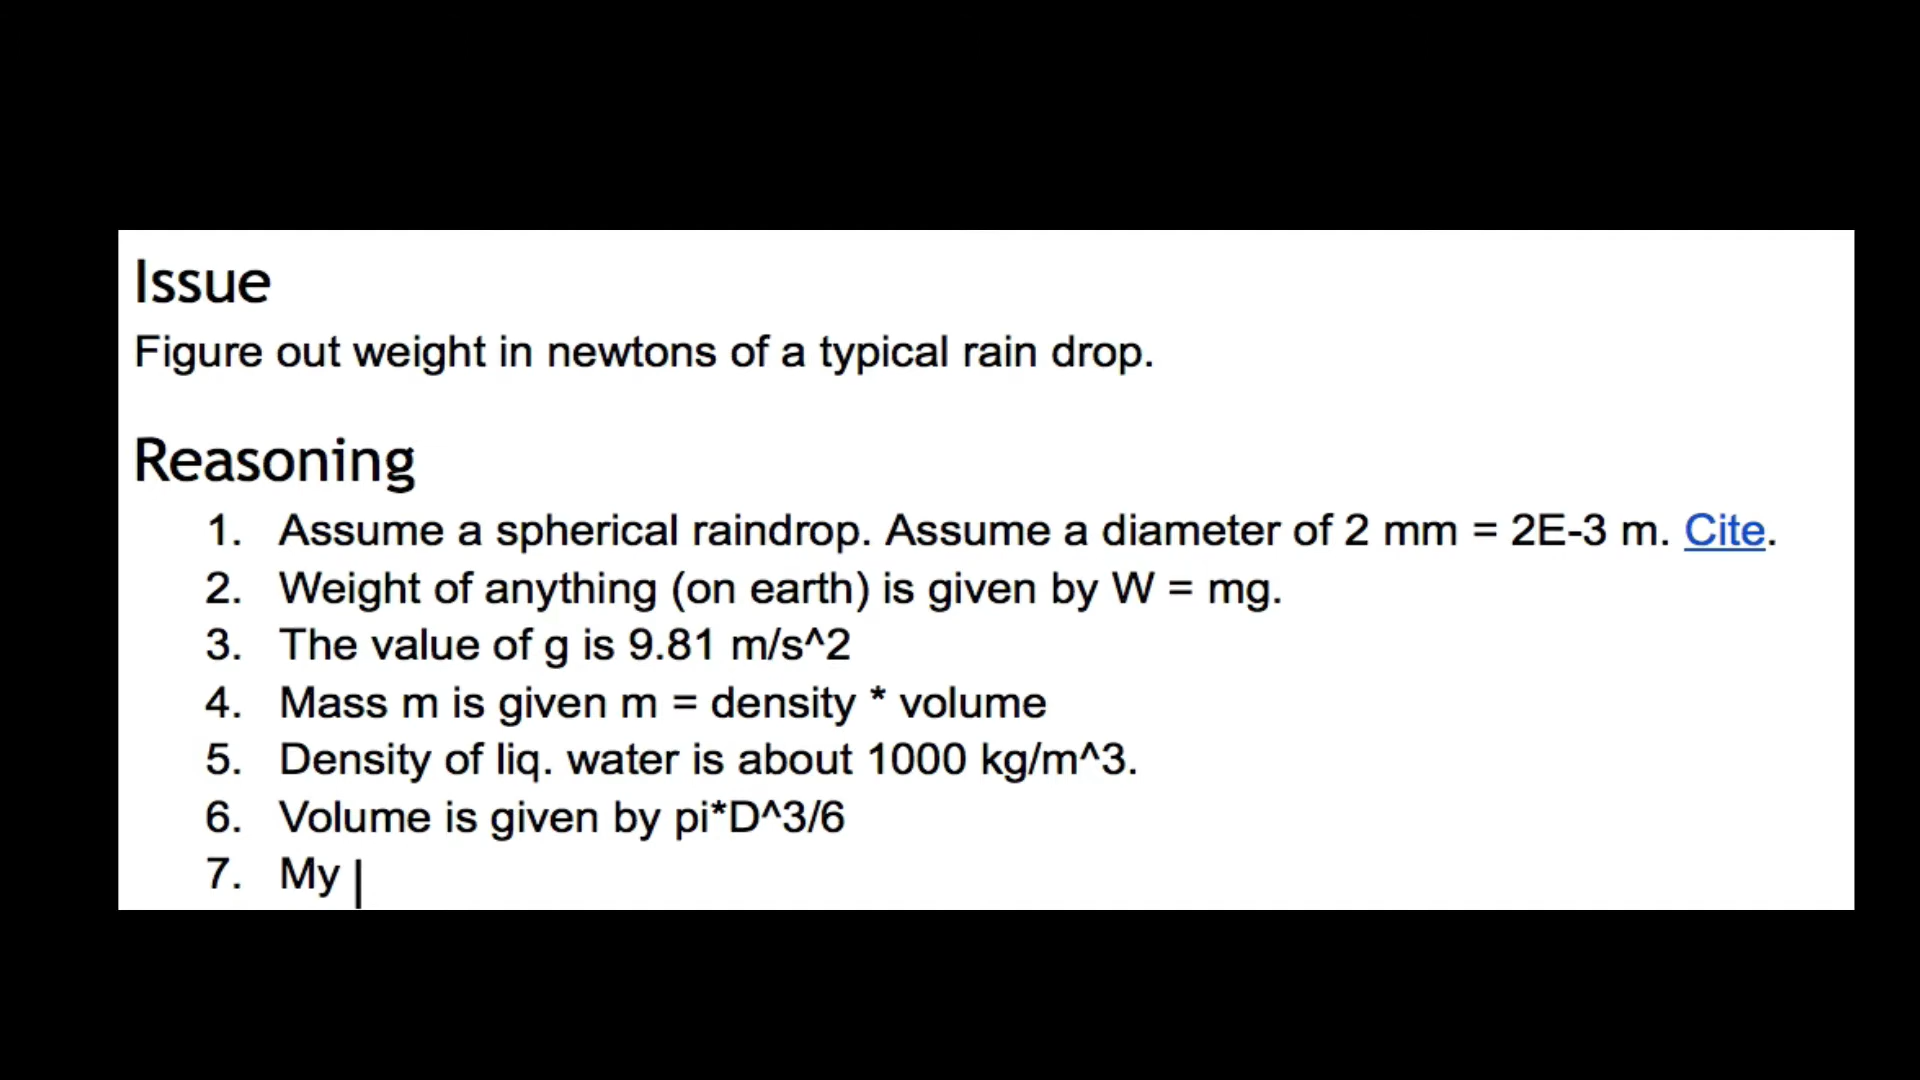 Issue
Figure out weight in newtons of a typical rain drop.
Reasoning
1. Assume a spherical raindrop. Assume a diameter of 2 mm = 2E-3 m. Cite.
2. Weight of anything (on earth) is given by W = mg.
3. The value of g is 9.81 m/s^2
4. Mass m is given m = density * volume
5. Density of liq. water is about 1000 kg/m^3.
6. Volume is given by pi*D^3/6
7. My